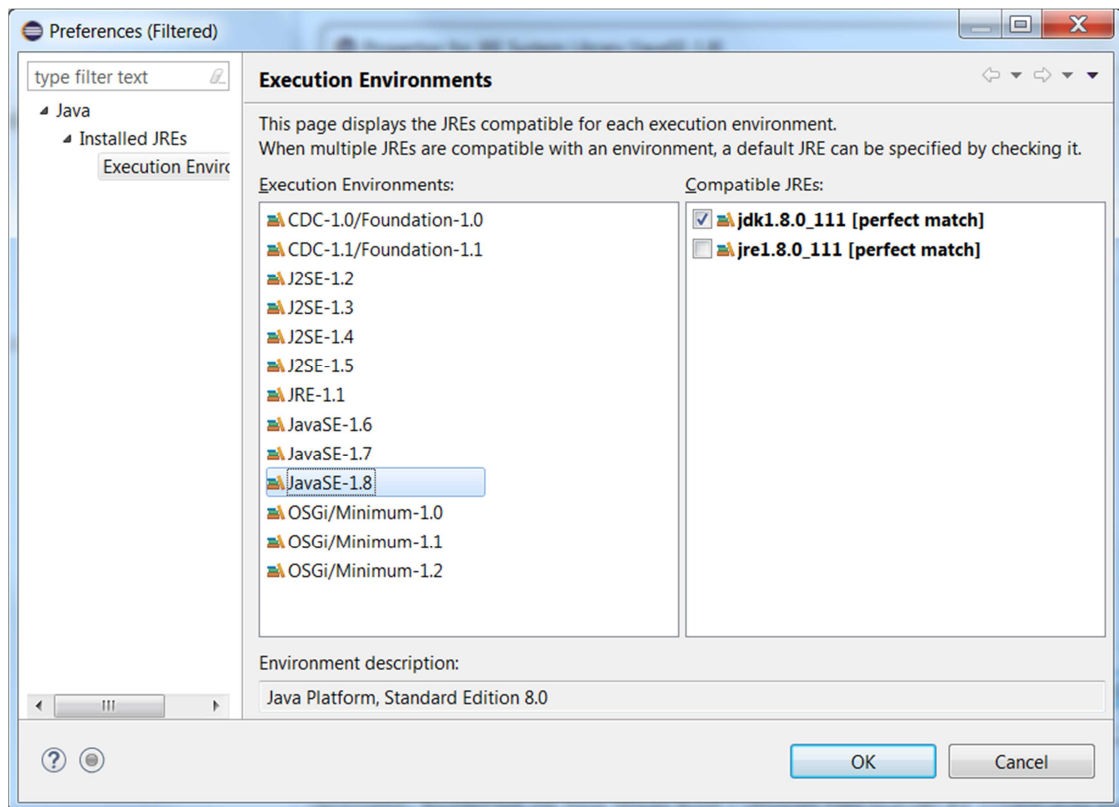 Preferences (Filtered)
type filter text
Java
Installed JREs
Execution Enviro
Execution Environments
This page displays the JREs compatible for each execution environment.
When multiple JREs are compatible with an environment, a default JRE can be specified by checking it.
Execution Environments:
CDC-1.0/Foundation-1.0
CDC-1.1/Foundation-1.1
J2SE-1.2
J2SE-1.3
J2SE-1.4
J2SE-1.5
JRE-1.1
JavaSE-1.6
JavaSE-1.7
JavaSE-1.8
OSGi/Minimum-1.0
OSGi/Minimum-1.1
OSGi/Minimum-1.2
Compatible JREs:
jdk1.8.0_111 [perfect match]
jre1.8.0_111 [perfect match]
Environment description:
Java Platform, Standard Edition 8.0
OK
Cancel